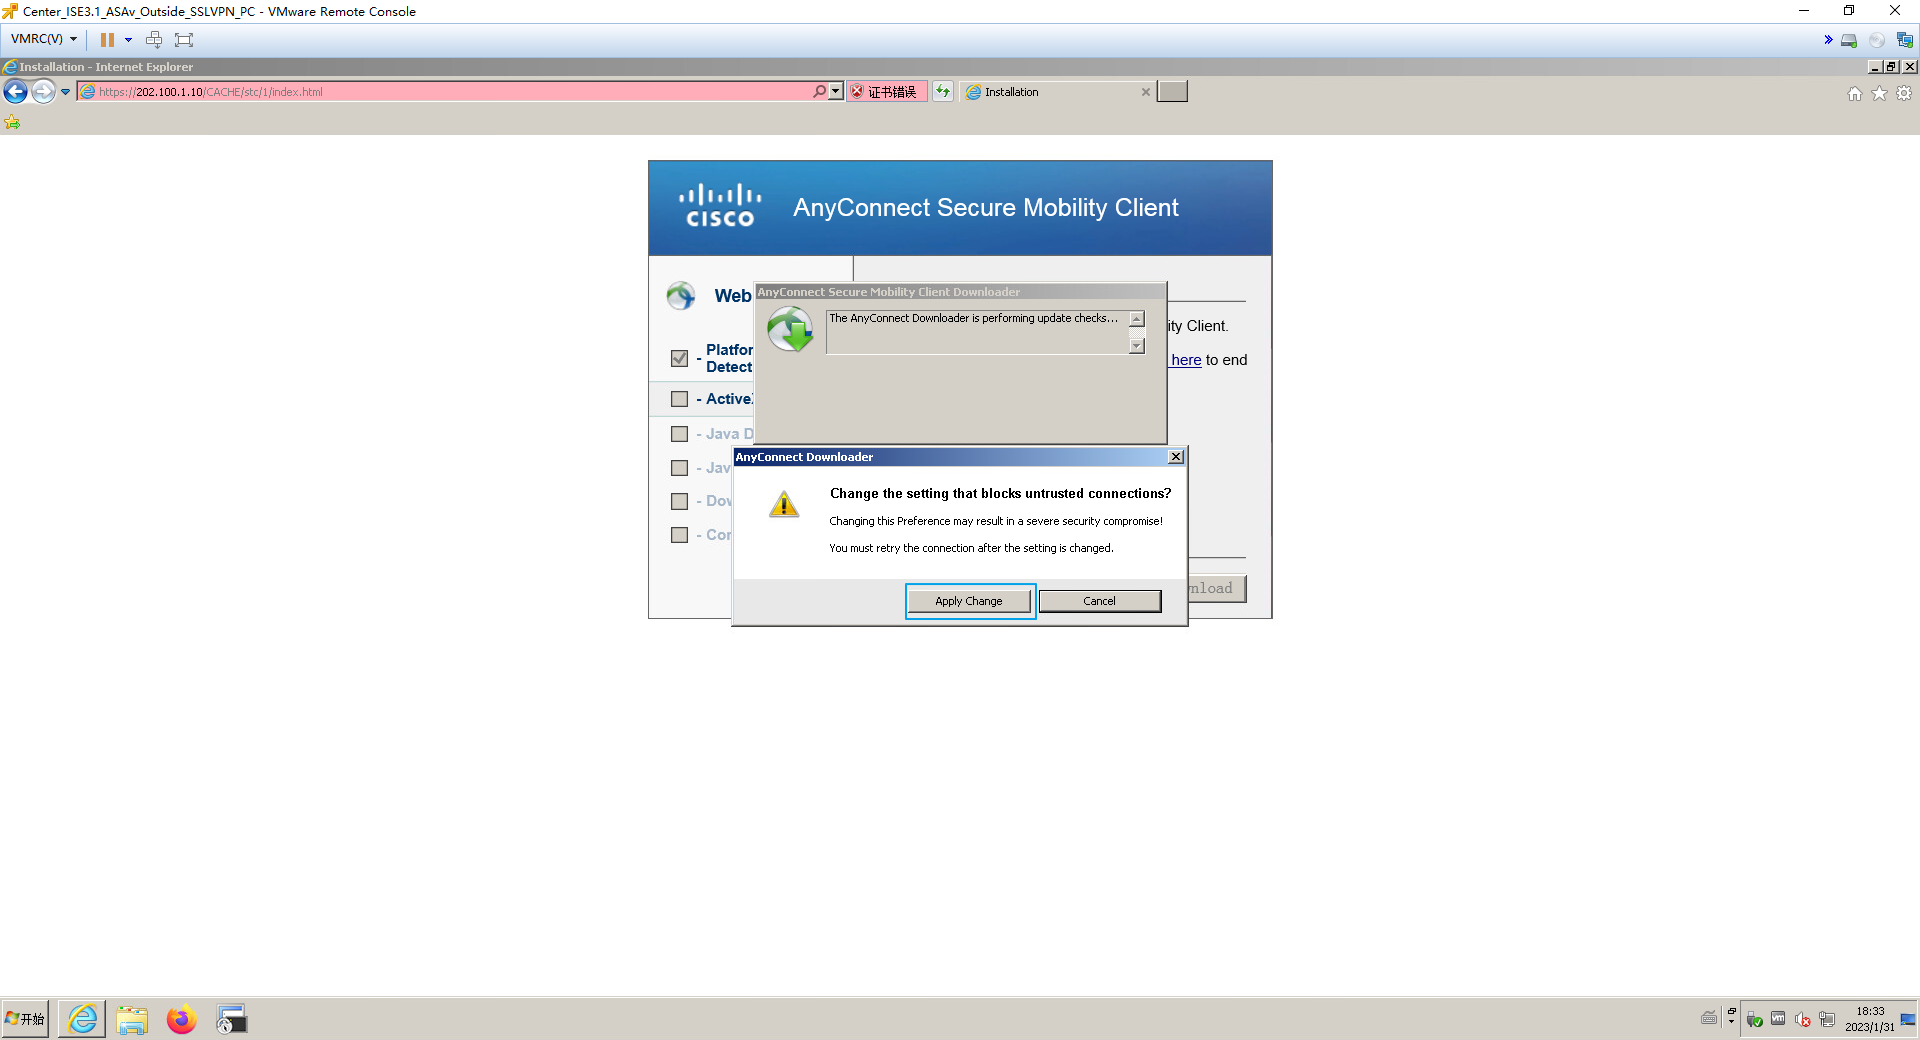 Center_ISE3.1_ASAv_Outside_SSLVPN_PC - VMware Remote Console
VMRC(V)
Installation - Internet Explorer
https://202.100.1.10/CACHE/stc/1/index.html
证书错误
Installation
CISCO
AnyConnect Secure Mobility Client
Web
AnyConnect Secure Mobility Client Downloader
The AnyConnect Downloader is performing update checks...
ity Client.
- Platfor
Detect
here to end
- Active
- Java D
- Jav
- Dow
- Cor
AnyConnect Downloader
Change the setting that blocks untrusted connections?
Changing this Preference may result in a severe security compromise!
You must retry the connection after the setting is changed.
Apply Change
Cancel
nload
开始
vm
18:33
2023/1/31